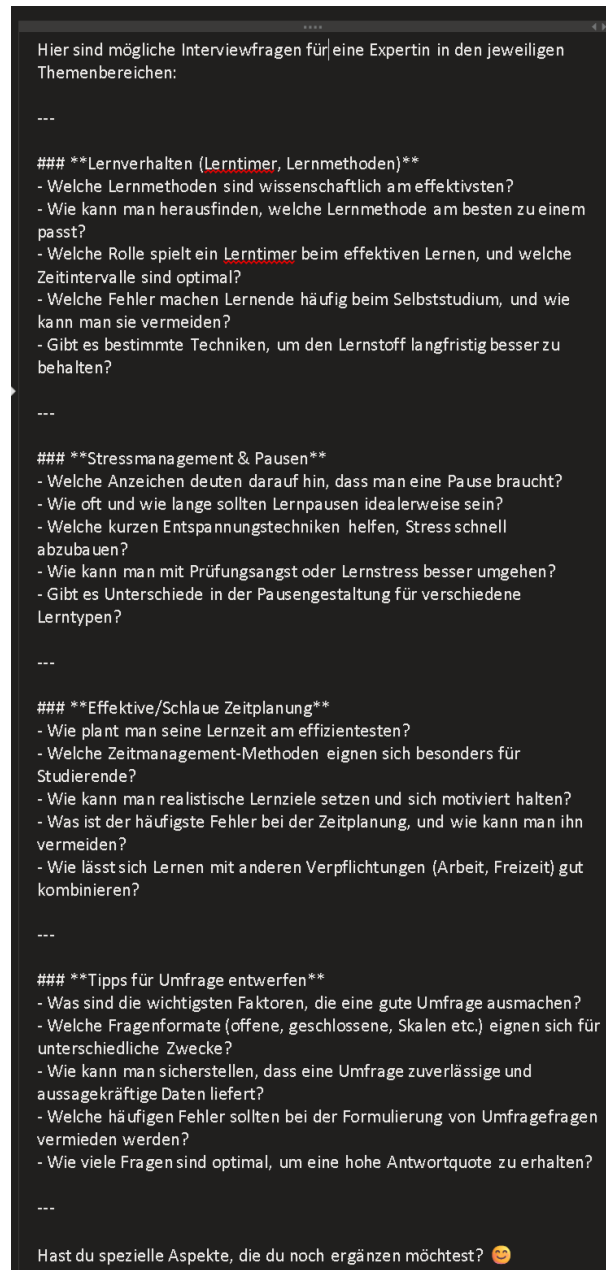 Hier sind mögliche Interviewfragen für eine Expertin in den jeweiligen
Themenbereichen:
---
### **Lernverhalten (Lerntimer, Lernmethoden)**
- Welche Lernmethoden sind wissenschaftlich am effektivsten?
- Wie kann man herausfinden, welche Lernmethode am besten zu einem
passt?
- Welche Rolle spielt ein Lerntimer beim effektiven Lernen, und welche
Zeitintervalle sind optimal?
- Welche Fehler machen Lernende häufig beim Selbststudium, und wie
kann man sie vermeiden?
- Gibt es bestimmte Techniken, um den Lernstoff langfristig besser zu
behalten?
---
### **Stressmanagement & Pausen**
- Welche Anzeichen deuten darauf hin, dass man eine Pause braucht?
- Wie oft und wie lange sollten Lernpausen idealerweise sein?
- Welche kurzen Entspannungstechniken helfen, Stress schnell
abzubauen?
- Wie kann man mit Prüfungsangst oder Lernstress besser umgehen?
- Gibt es Unterschiede in der Pausengestaltung für verschiedene
Lerntypen?
---
### **Effektive/Schlaue Zeitplanung**
- Wie plant man seine Lernzeit am effizientesten?
- Welche Zeitmanagement-Methoden eignen sich besonders für
Studierende?
- Wie kann man realistische Lernziele setzen und sich motiviert halten?
- Was ist der häufigste Fehler bei der Zeitplanung, und wie kann man ihn
vermeiden?
- Wie lässt sich Lernen mit anderen Verpflichtungen (Arbeit, Freizeit) gut
kombinieren?
---
### **Tipps für Umfrage entwerfen**
- Was sind die wichtigsten Faktoren, die eine gute Umfrage ausmachen?
- Welche Fragenformate (offene, geschlossene, Skalen etc.) eignen sich für
unterschiedliche Zwecke?
- Wie kann man sicherstellen, dass eine Umfrage zuverlässige und
aussagekräftige Daten liefert?
- Welche häufigen Fehler sollten bei der Formulierung von Umfragefragen
vermieden werden?
- Wie viele Fragen sind optimal, um eine hohe Antwortquote zu erhalten?
---
Hast du spezielle Aspekte, die du noch ergänzen möchtest? 😊